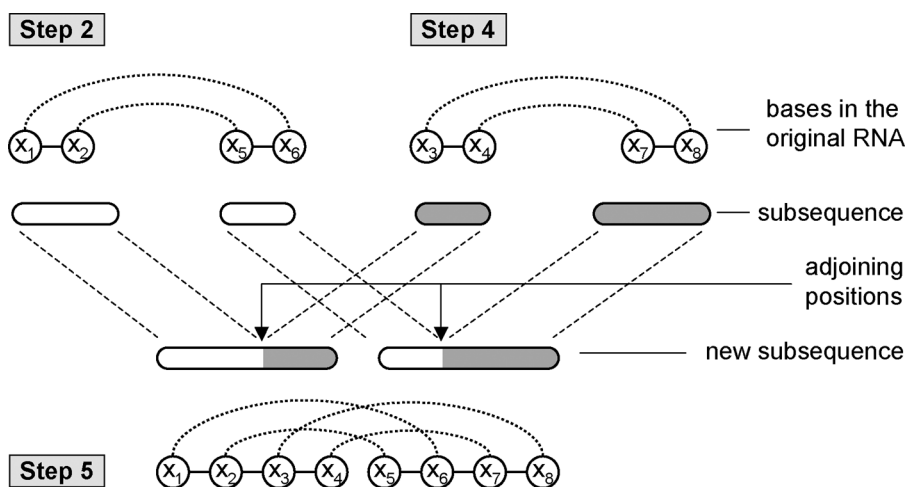 Step 2
Step 4
bases in the
original RNA
x₁ x₂ x₅ x₆ x₃ x₄ x₇ x₈
subsequence
adjoining
positions
new subsequence
Step 5
x₁ x₂ x₃ x₄ x₅ x₆ x₇ x₈